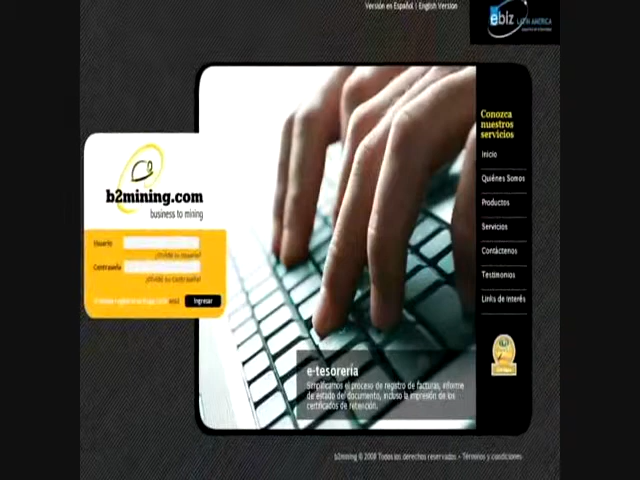 Versión en Español | English Version
ebiz LATIN AMERICA
Conozca
nuestros
servicios
Inicio
Quiénes Somos
Productos
Servicios
Contáctenos
Testimonios
Links de Interés
b2mining.com
business to mining
Usuario
¿Olvidó su usuario?
Contraseña
¿Olvidó su contraseña?
aquí
Ingresar
e-tesorería
Simplificamos el proceso de registro de facturas, informe
de estado del documento, incluso la impresión de los
certificados de retención.
b2mining © 2008 Todos los derechos reservados - Términos y condiciones